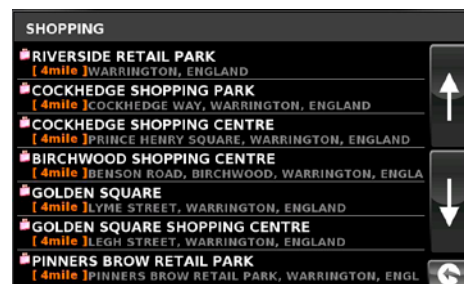 SHOPPING
RIVERSIDE RETAIL PARK
[ 4mile ]WARRINGTON, ENGLAND
COCKHEDGE SHOPPING PARK
[ 4mile ]COCKHEDGE WAY, WARRINGTON, ENGLAND
COCKHEDGE SHOPPING CENTRE
[ 4mile ]PRINCE HENRY SQUARE, WARRINGTON, ENGLAND
BIRCHWOOD SHOPPING CENTRE
[ 4mile ]BENSON ROAD, BIRCHWOOD, WARRINGTON, ENGLA
GOLDEN SQUARE
[ 4mile ]LYME STREET, WARRINGTON, ENGLAND
GOLDEN SQUARE SHOPPING CENTRE
[ 4mile ]LEGH STREET, WARRINGTON, ENGLAND
PINNERS BROW RETAIL PARK
[ 4mile ]PINNERS BROW RETAIL PARK, WARRINGTON, ENGL